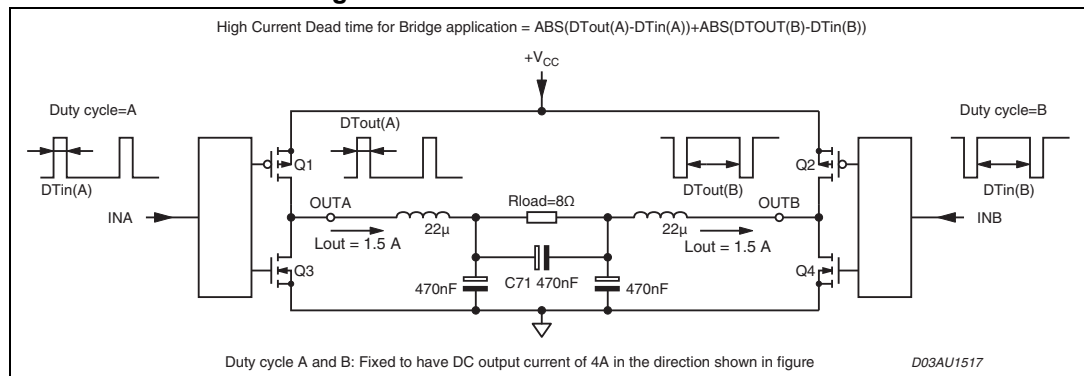 High Current Dead time for Bridge application = ABS(DTout(A)-DTin(A))+ABS(DTOUT(B)-DTin(B))
+VCC
Duty cycle=A
Duty cycle=B
DTout(A)
DTin(A)
Q1
DTout(B)
Q2
DTin(B)
INA
OUTA
Rload=8Ω
OUTB
INB
22µ
22µ
Lout = 1.5 A
Lout = 1.5 A
Q3
Q4
470nF
C71 470nF
470nF
Duty cycle A and B: Fixed to have DC output current of 4A in the direction shown in figure
D03AU1517